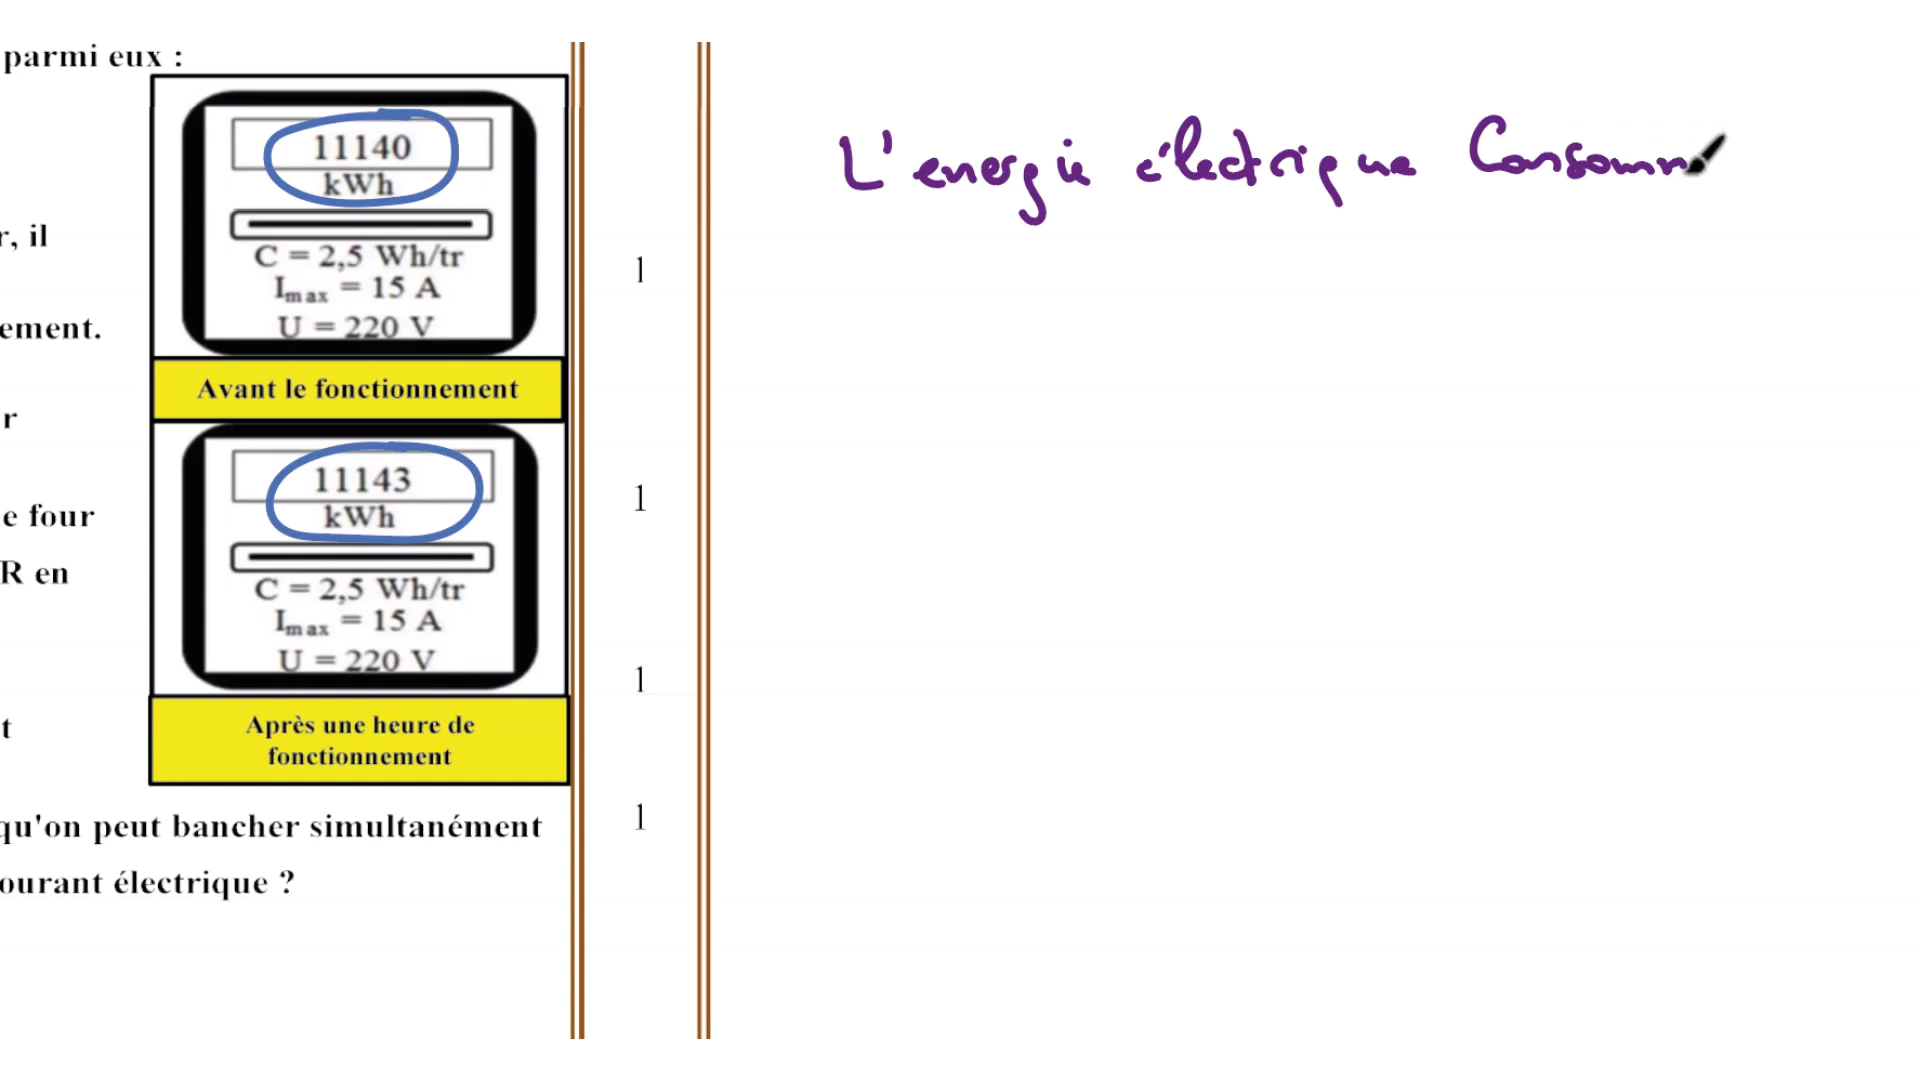 parmi eux :
11140
kWh
C = 2,5 Wh/tr
Imax = 15 A
U = 220 V
Avant le fonctionnement
r, il
ement.
r
11143
kWh
C = 2,5 Wh/tr
Imax = 15 A
U = 220 V
Après une heure de
fonctionnement
e four
R en
t
qu'on peut bancher simultanément
ourant électrique ?
1
1
1
1
L'energie électrique Consomm